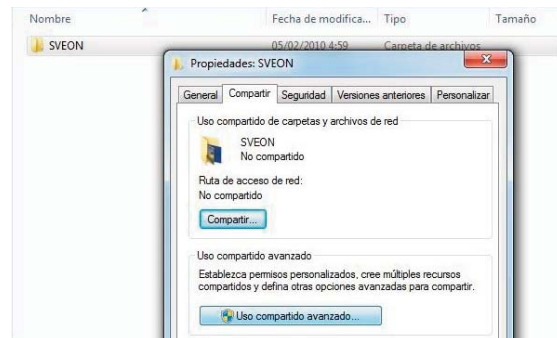 Nombre Fecha de modifica... Tipo Tamaño
SVEON 05/02/2010 4:59 Carpeta de archivos
Propiedades: SVEON
General Compartir Seguridad Versiones anteriores Personalizar
Uso compartido de carpetas y archivos de red
SVEON
No compartido
Ruta de acceso de red:
No compartido
Compartir...
Uso compartido avanzado
Establezca permisos personalizados, cree múltiples recursos
compartidos y defina otras opciones avanzadas para compartir.
Uso compartido avanzado...